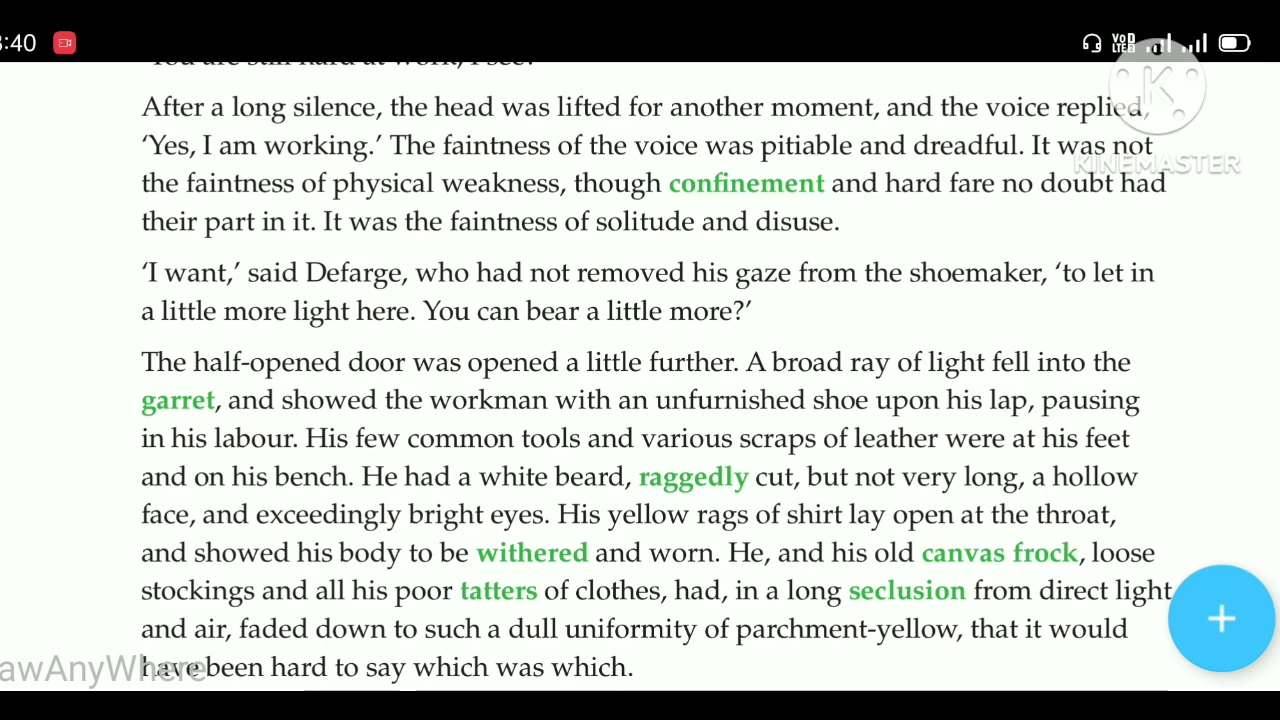 :40
VoD
LTE
'You are still hard at work, I see?'
After a long silence, the head was lifted for another moment, and the voice replied,
'Yes, I am working.' The faintness of the voice was pitiable and dreadful. It was not
KINEMASTER
the faintness of physical weakness, though confinement and hard fare no doubt had
their part in it. It was the faintness of solitude and disuse.
'I want,' said Defarge, who had not removed his gaze from the shoemaker, 'to let in
a little more light here. You can bear a little more?'
The half-opened door was opened a little further. A broad ray of light fell into the
garret, and showed the workman with an unfurnished shoe upon his lap, pausing
in his labour. His few common tools and various scraps of leather were at his feet
and on his bench. He had a white beard, raggedly cut, but not very long, a hollow
face, and exceedingly bright eyes. His yellow rags of shirt lay open at the throat,
and showed his body to be withered and worn. He, and his old canvas frock, loose
stockings and all his poor tatters of clothes, had, in a long seclusion from direct light
and air, faded down to such a dull uniformity of parchment-yellow, that it would
have been hard to say which was which.
awAnyWhere